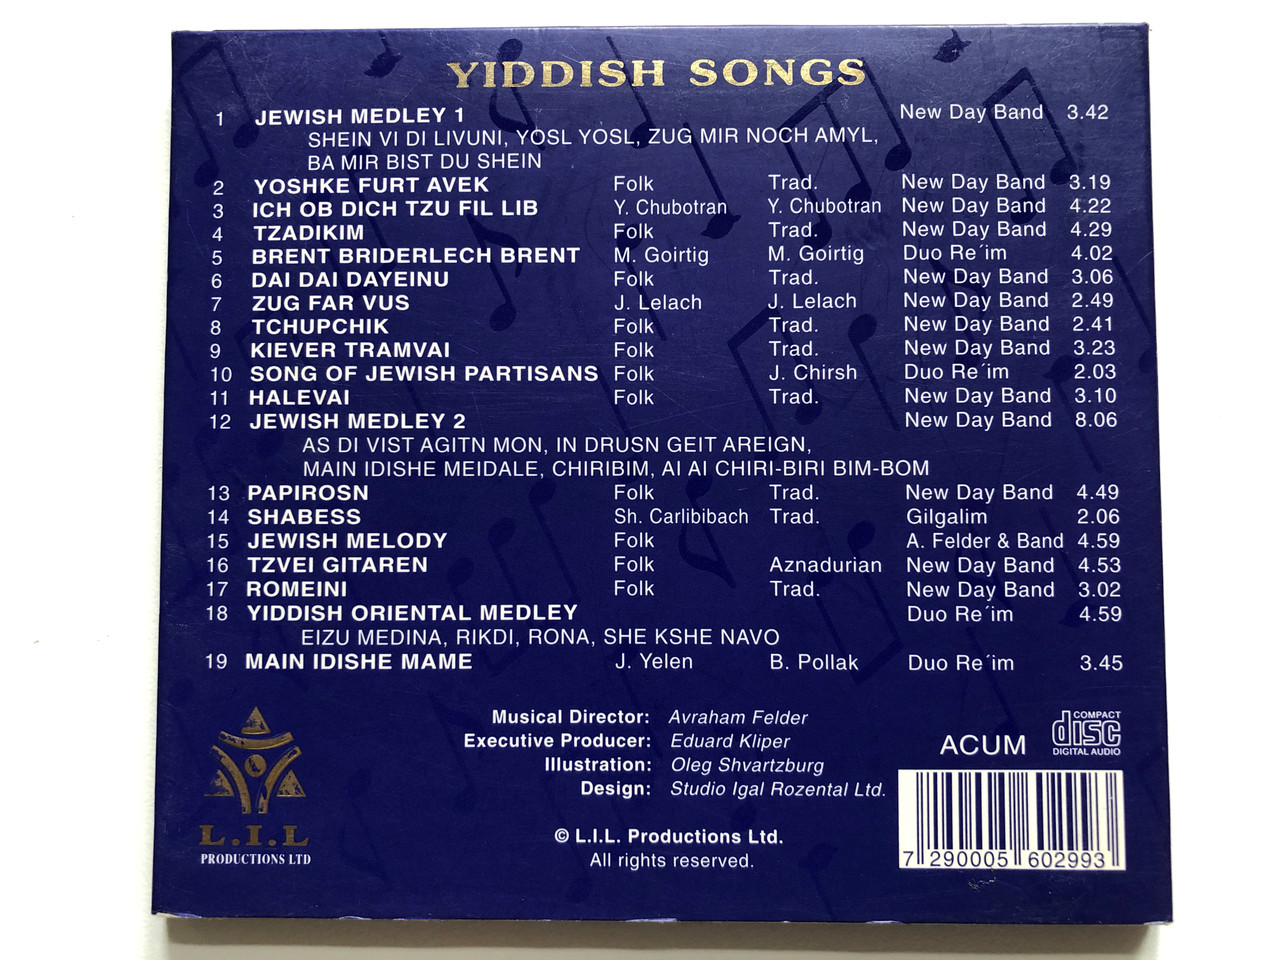 YIDDISH SONGS
1 JEWISH MEDLEY 1 New Day Band 3.42
SHEIN VI DI LIVUNI, YOSL YOSL, ZUG MIR NOCH AMYL,
BA MIR BIST DU SHEIN
2 YOSHKE FURT AVEK Folk Trad. New Day Band 3.19
3 ICH OB DICH TZU FIL LIB Y. Chubotran Y. Chubotran New Day Band 4.22
4 TZADIKIM Folk Trad. New Day Band 4.29
5 BRENT BRIDERLECH BRENT M. Goirtig M. Goirtig Duo Re´im 4.02
6 DAI DAI DAYEINU Folk Trad. New Day Band 3.06
7 ZUG FAR VUS J. Lelach J. Lelach New Day Band 2.49
8 TCHUPCHIK Folk Trad. New Day Band 2.41
9 KIEVER TRAMVAI Folk Trad. New Day Band 3.23
10 SONG OF JEWISH PARTISANS Folk J. Chirsh Duo Re´im 2.03
11 HALEVAI Folk Trad. New Day Band 3.10
12 JEWISH MEDLEY 2 New Day Band 8.06
AS DI VIST AGITN MON, IN DRUSN GEIT AREIGN,
MAIN IDISHE MEIDALE, CHIRIBIM, AI AI CHIRI-BIRI BIM-BOM
13 PAPIROSN Folk Trad. New Day Band 4.49
14 SHABESS Sh. Carlibibach Trad. Gilgalim 2.06
15 JEWISH MELODY Folk A. Felder & Band 4.59
16 TZVEI GITAREN Folk Aznadurian New Day Band 4.53
17 ROMEINI Folk Trad. New Day Band 3.02
18 YIDDISH ORIENTAL MEDLEY Duo Re´im 4.59
EIZU MEDINA, RIKDI, RONA, SHE KSHE NAVO
19 MAIN IDISHE MAME J. Yelen B. Pollak Duo Re´im 3.45
Musical Director: Avraham Felder
Executive Producer: Eduard Kliper
Illustration: Oleg Shvartzburg
Design: Studio Igal Rozental Ltd.
© L.I.L. Productions Ltd.
All rights reserved.
L.I.L
PRODUCTIONS LTD
ACUM
COMPACT
disc
DIGITAL AUDIO
7 290005 602993